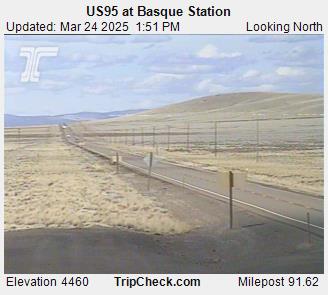 US95 at Basque Station
Updated: Mar 24 2025 1:51 PM Looking North
Elevation 4460 TripCheck.com Milepost 91.62